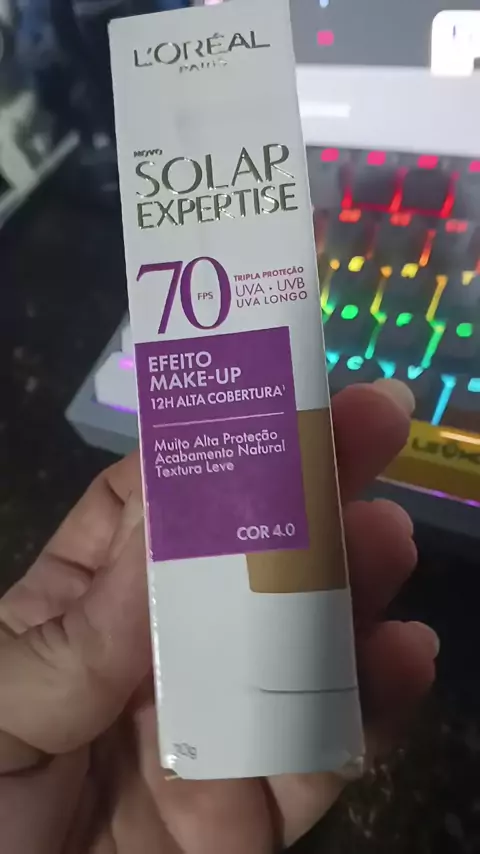 L'ORÉAL
PARIS
NOVO
SOLAR
EXPERTISE
70
FPS
TRIPLA PROTEÇÃO
UVA • UVB
UVA LONGO
EFEITO
MAKE-UP
12H ALTA COBERTURA¹
Muito Alta Proteção
Acabamento Natural
Textura Leve
COR 4.0